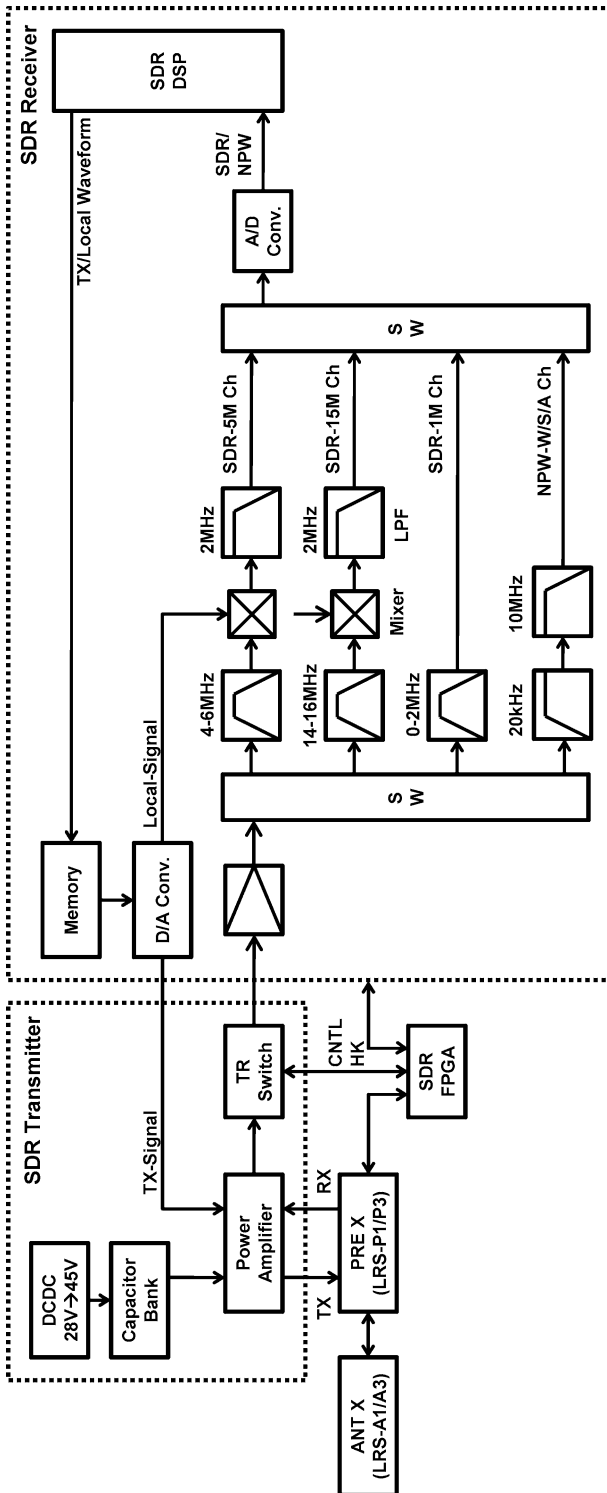 SDR Transmitter
DCDC
28V→45V
Capacitor
Bank
TX-Signal
Power
Amplifier
TR
Switch
TX
RX
CNTL
HK
ANT X
(LRS-A1/A3)
PRE X
(LRS-P1/P3)
SDR
FPGA
SDR Receiver
Memory
TX/Local Waveform
SDR
DSP
D/A Conv.
Local-Signal
A/D
Conv.
SDR/
NPW
S
W
4-6MHz
2MHz
SDR-5M Ch
14-16MHz
Mixer
2MHz
LPF
SDR-15M Ch
0-2MHz
SDR-1M Ch
20kHz
10MHz
NPW-W/S/A Ch
S
W